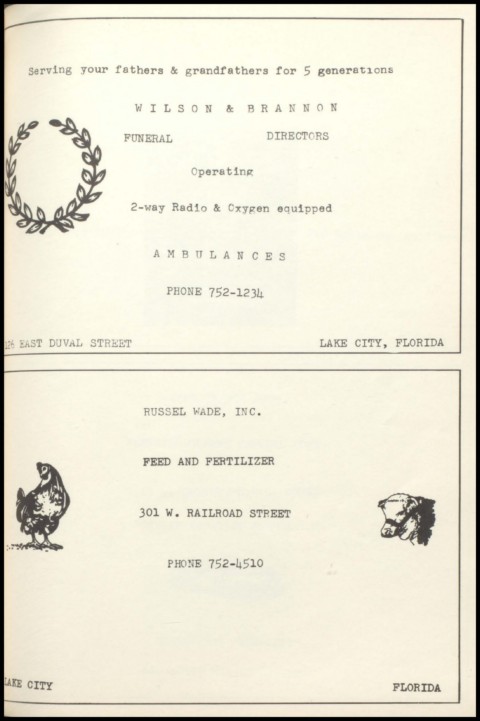 Serving your fathers & grandfathers for 5 generations
WILSON & BRANNON
FUNERAL DIRECTORS
Operating
2-way Radio & Oxygen equipped
AMBULANCES
PHONE 752-1234
EAST DUVAL STREET LAKE CITY, FLORIDA
RUSSEL WADE, INC.
FEED AND FERTILIZER
301 W. RAILROAD STREET
PHONE 752-4510
LAKE CITY FLORIDA